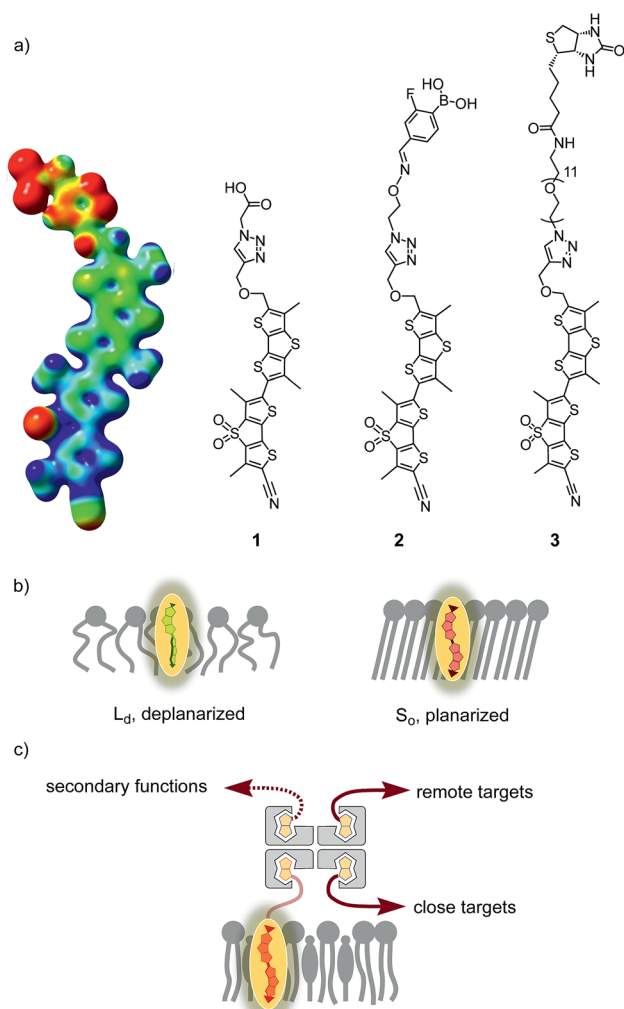 a)
HO
O
N
N
N
O
S
S
S
S
S
S
O
O
N
1
HO
B
OH
F
N
O
N
N
N
O
S
S
S
S
S
S
O
O
N
2
H
N
S
O
N
H
O
NH
11
O
N
N
N
O
S
S
S
S
S
S
O
O
N
3
b)
Ld, deplanarized
So, planarized
c)
secondary functions
remote targets
close targets